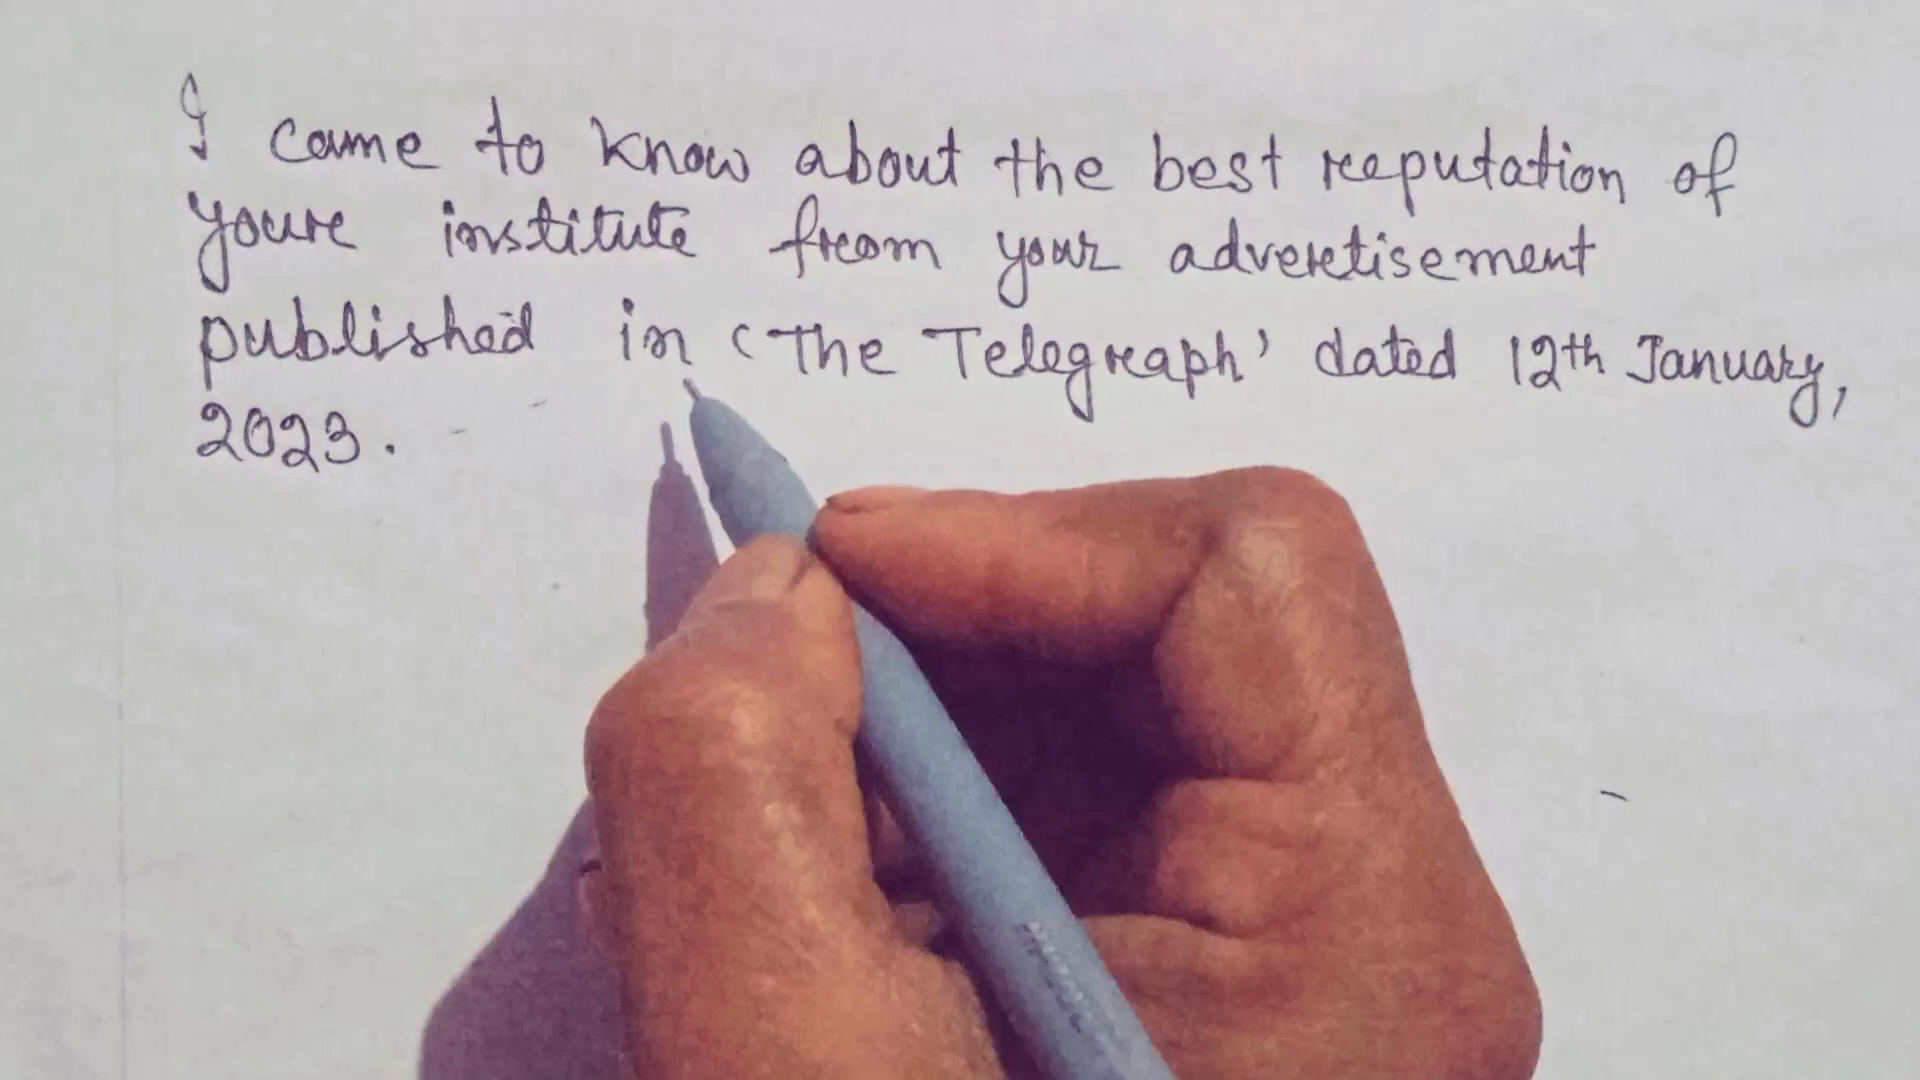 I came to know about the best reputation of
your institute from your advertisement
published in 'The Telegraph' dated 12th January,
2023.